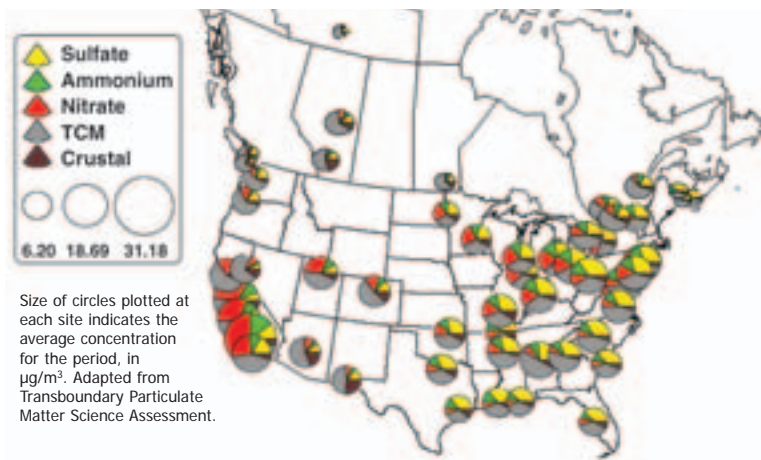 Sulfate
Ammonium
Nitrate
TCM
Crustal
6.20 18.69 31.18
Size of circles plotted at
each site indicates the
average concentration
for the period, in
µg/m³. Adapted from
Transboundary Particulate
Matter Science Assessment.